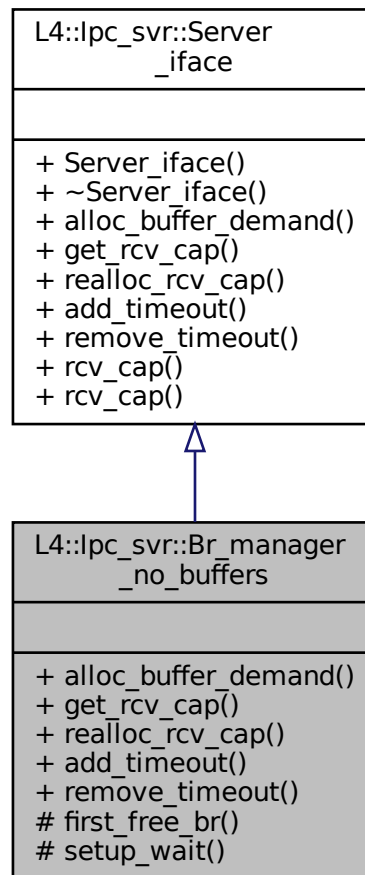 L4::Ipc_svr::Server
_iface
+ Server_iface()
+ ~Server_iface()
+ alloc_buffer_demand()
+ get_rcv_cap()
+ realloc_rcv_cap()
+ add_timeout()
+ remove_timeout()
+ rcv_cap()
+ rcv_cap()
L4::Ipc_svr::Br_manager
_no_buffers
+ alloc_buffer_demand()
+ get_rcv_cap()
+ realloc_rcv_cap()
+ add_timeout()
+ remove_timeout()
# first_free_br()
# setup_wait()